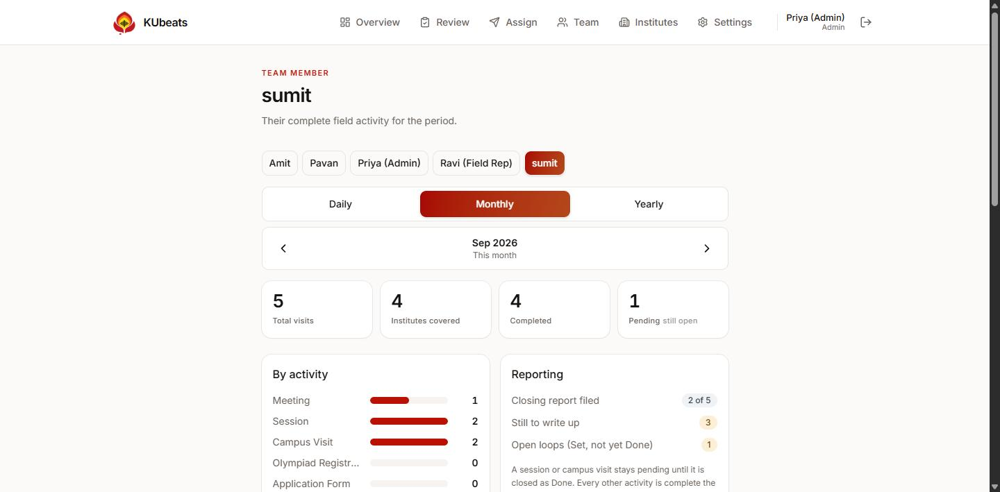 KUbeats
Overview
Review
Assign
Team
Institutes
Settings
Priya (Admin)
Admin
TEAM MEMBER
sumit
Their complete field activity for the period.
Amit
Pavan
Priya (Admin)
Ravi (Field Rep)
sumit
Daily
Monthly
Yearly
Sep 2026
This month
5
Total visits
4
Institutes covered
4
Completed
1
Pending still open
By activity
Meeting 1
Session 2
Campus Visit 2
Olympiad Registr... 0
Application Form 0
Reporting
Closing report filed 2 of 5
Still to write up 3
Open loops (Set, not yet Done) 1
A session or campus visit stays pending until it is
closed as Done. Every other activity is complete the